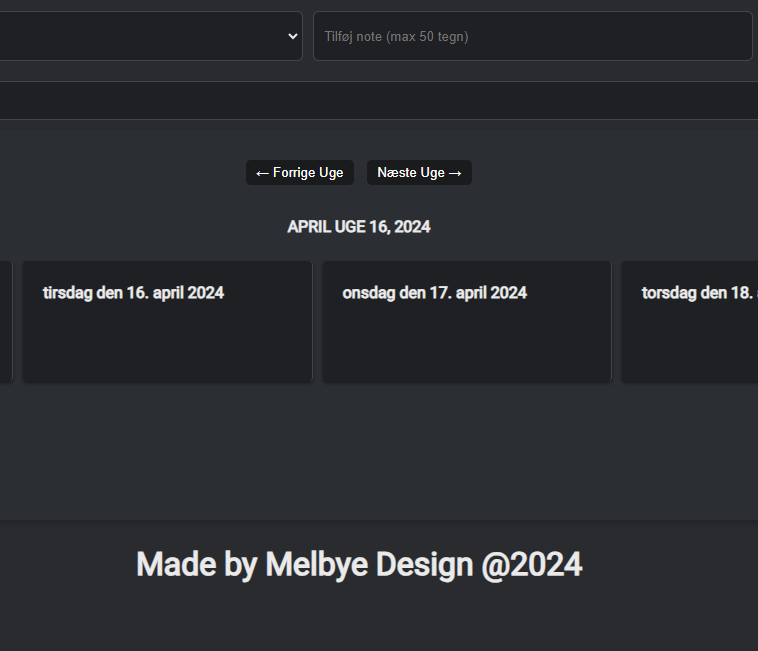 Tilføj note (max 50 tegn)
← Forrige Uge Næste Uge →
APRIL UGE 16, 2024
tirsdag den 16. april 2024 onsdag den 17. april 2024 torsdag den 18.
Made by Melbye Design @2024